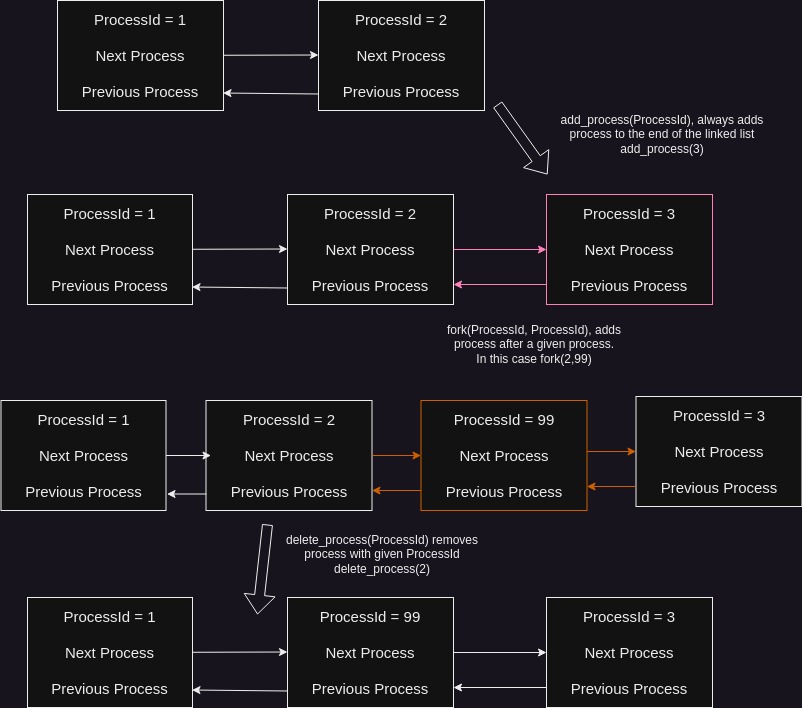 ProcessId = 1
Next Process
Previous Process
ProcessId = 2
Next Process
Previous Process
add_process(ProcessId), always adds
process to the end of the linked list
add_process(3)
ProcessId = 1
Next Process
Previous Process
ProcessId = 2
Next Process
Previous Process
ProcessId = 3
Next Process
Previous Process
fork(ProcessId, ProcessId), adds
process after a given process.
In this case fork(2,99)
ProcessId = 1
Next Process
Previous Process
ProcessId = 2
Next Process
Previous Process
ProcessId = 99
Next Process
Previous Process
ProcessId = 3
Next Process
Previous Process
delete_process(ProcessId) removes
process with given ProcessId
delete_process(2)
ProcessId = 1
Next Process
Previous Process
ProcessId = 99
Next Process
Previous Process
ProcessId = 3
Next Process
Previous Process